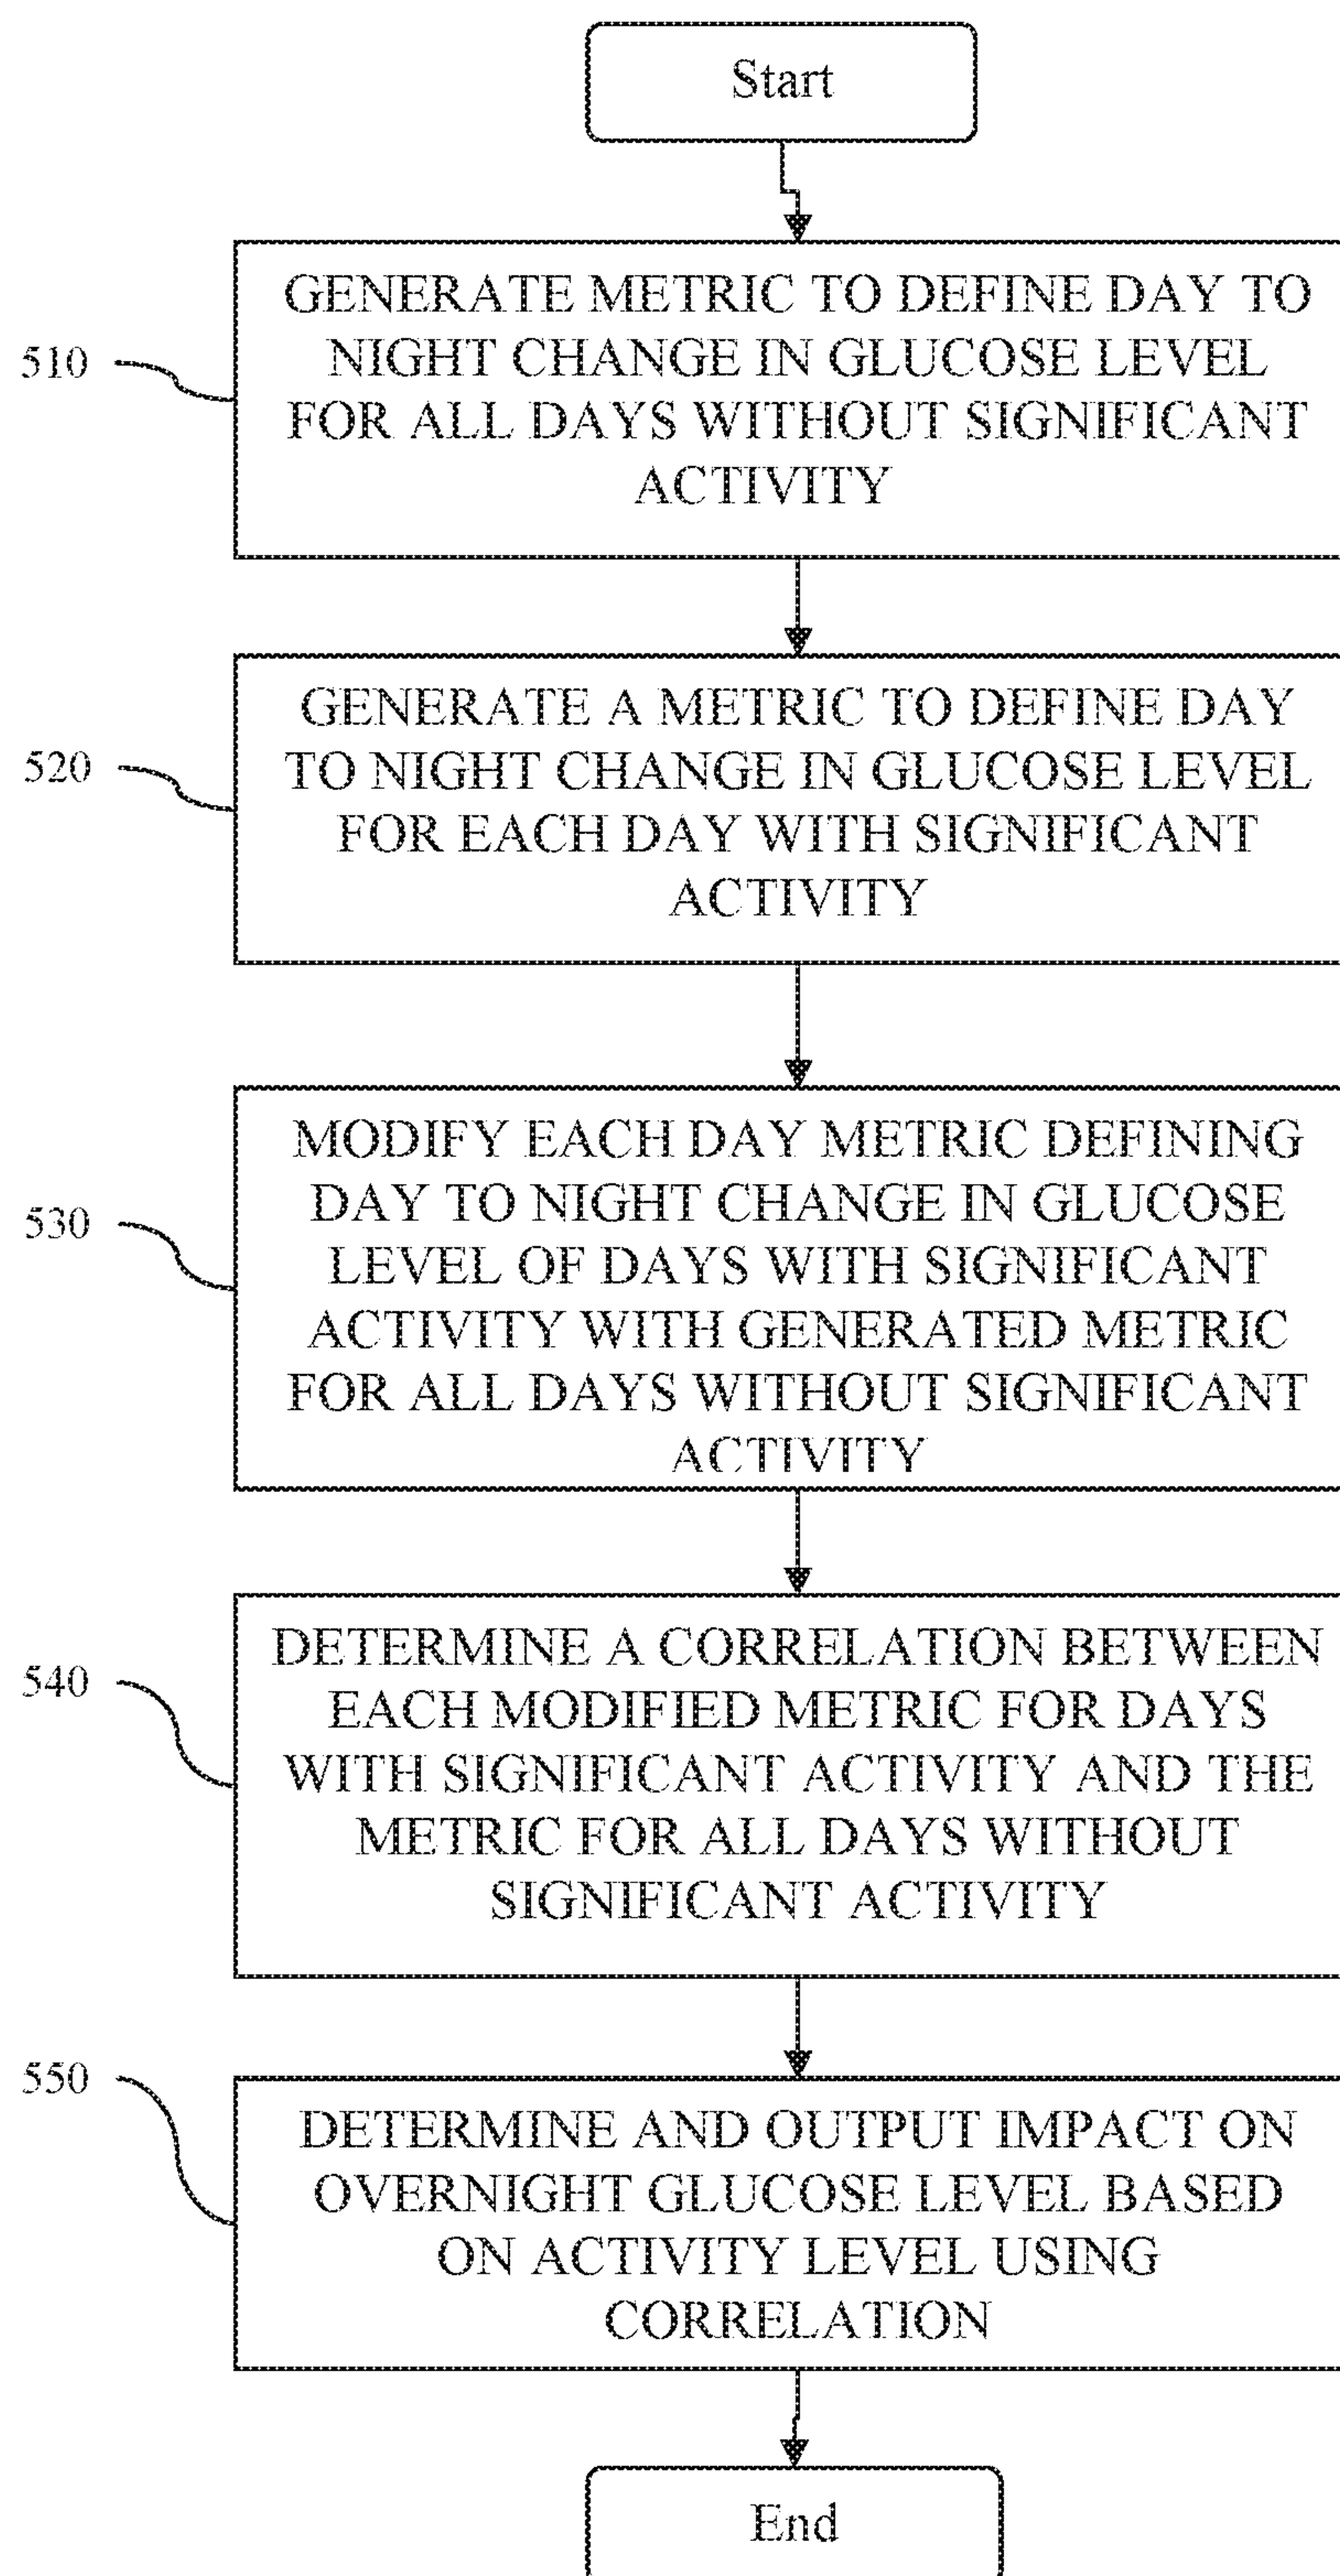 Start
510
GENERATE METRIC TO DEFINE DAY TO
NIGHT CHANGE IN GLUCOSE LEVEL
FOR ALL DAYS WITHOUT SIGNIFICANT
ACTIVITY
520
GENERATE A METRIC TO DEFINE DAY
TO NIGHT CHANGE IN GLUCOSE LEVEL
FOR EACH DAY WITH SIGNIFICANT
ACTIVITY
530
MODIFY EACH DAY METRIC DEFINING
DAY TO NIGHT CHANGE IN GLUCOSE
LEVEL OF DAYS WITH SIGNIFICANT
ACTIVITY WITH GENERATED METRIC
FOR ALL DAYS WITHOUT SIGNIFICANT
ACTIVITY
540
DETERMINE A CORRELATION BETWEEN
EACH MODIFIED METRIC FOR DAYS
WITH SIGNIFICANT ACTIVITY AND THE
METRIC FOR ALL DAYS WITHOUT
SIGNIFICANT ACTIVITY
550
DETERMINE AND OUTPUT IMPACT ON
OVERNIGHT GLUCOSE LEVEL BASED
ON ACTIVITY LEVEL USING
CORRELATION
End